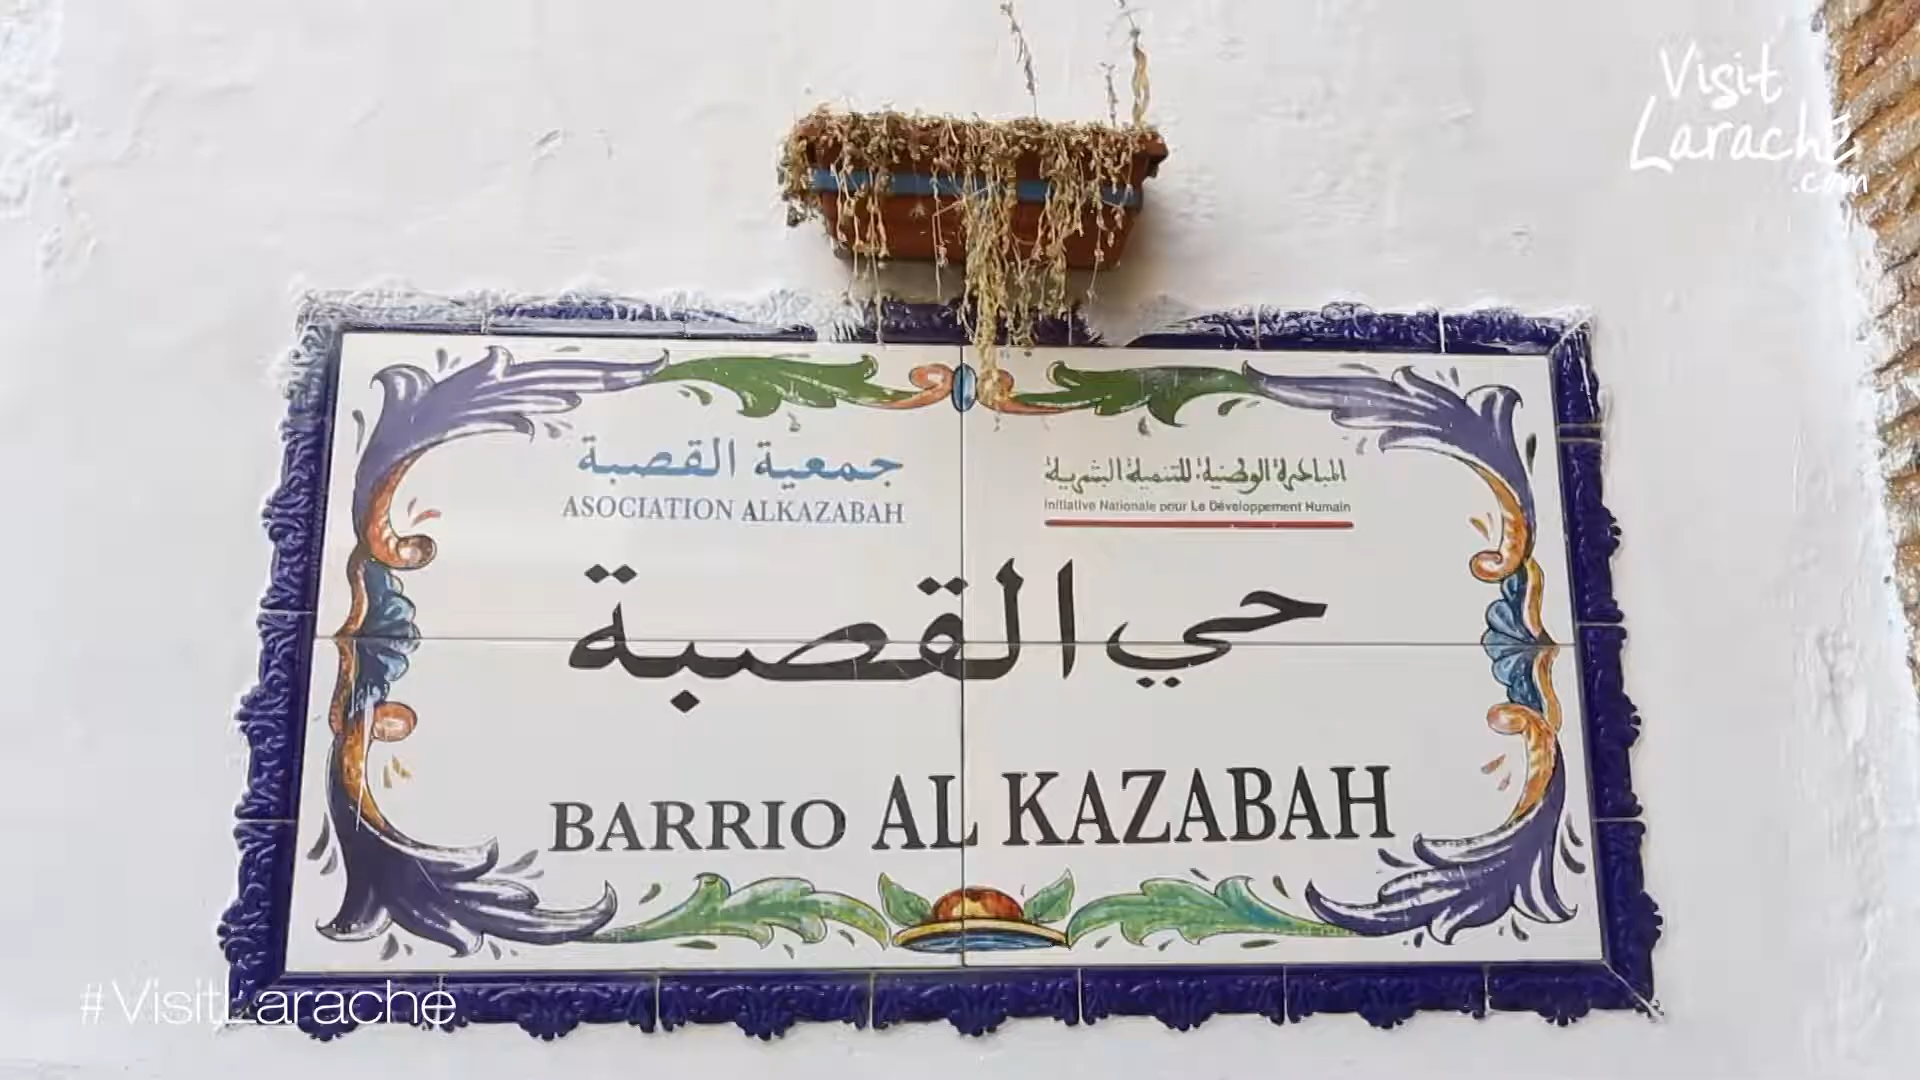 Visit
Larache
.com
جمعية القصبة
ASOCIATION ALKAZABAH
المبادرة الوطنية للتنمية البشرية
Initiative Nationale pour Le Développement Humain
حي القصبة
BARRIO AL KAZABAH
#VisitLarache